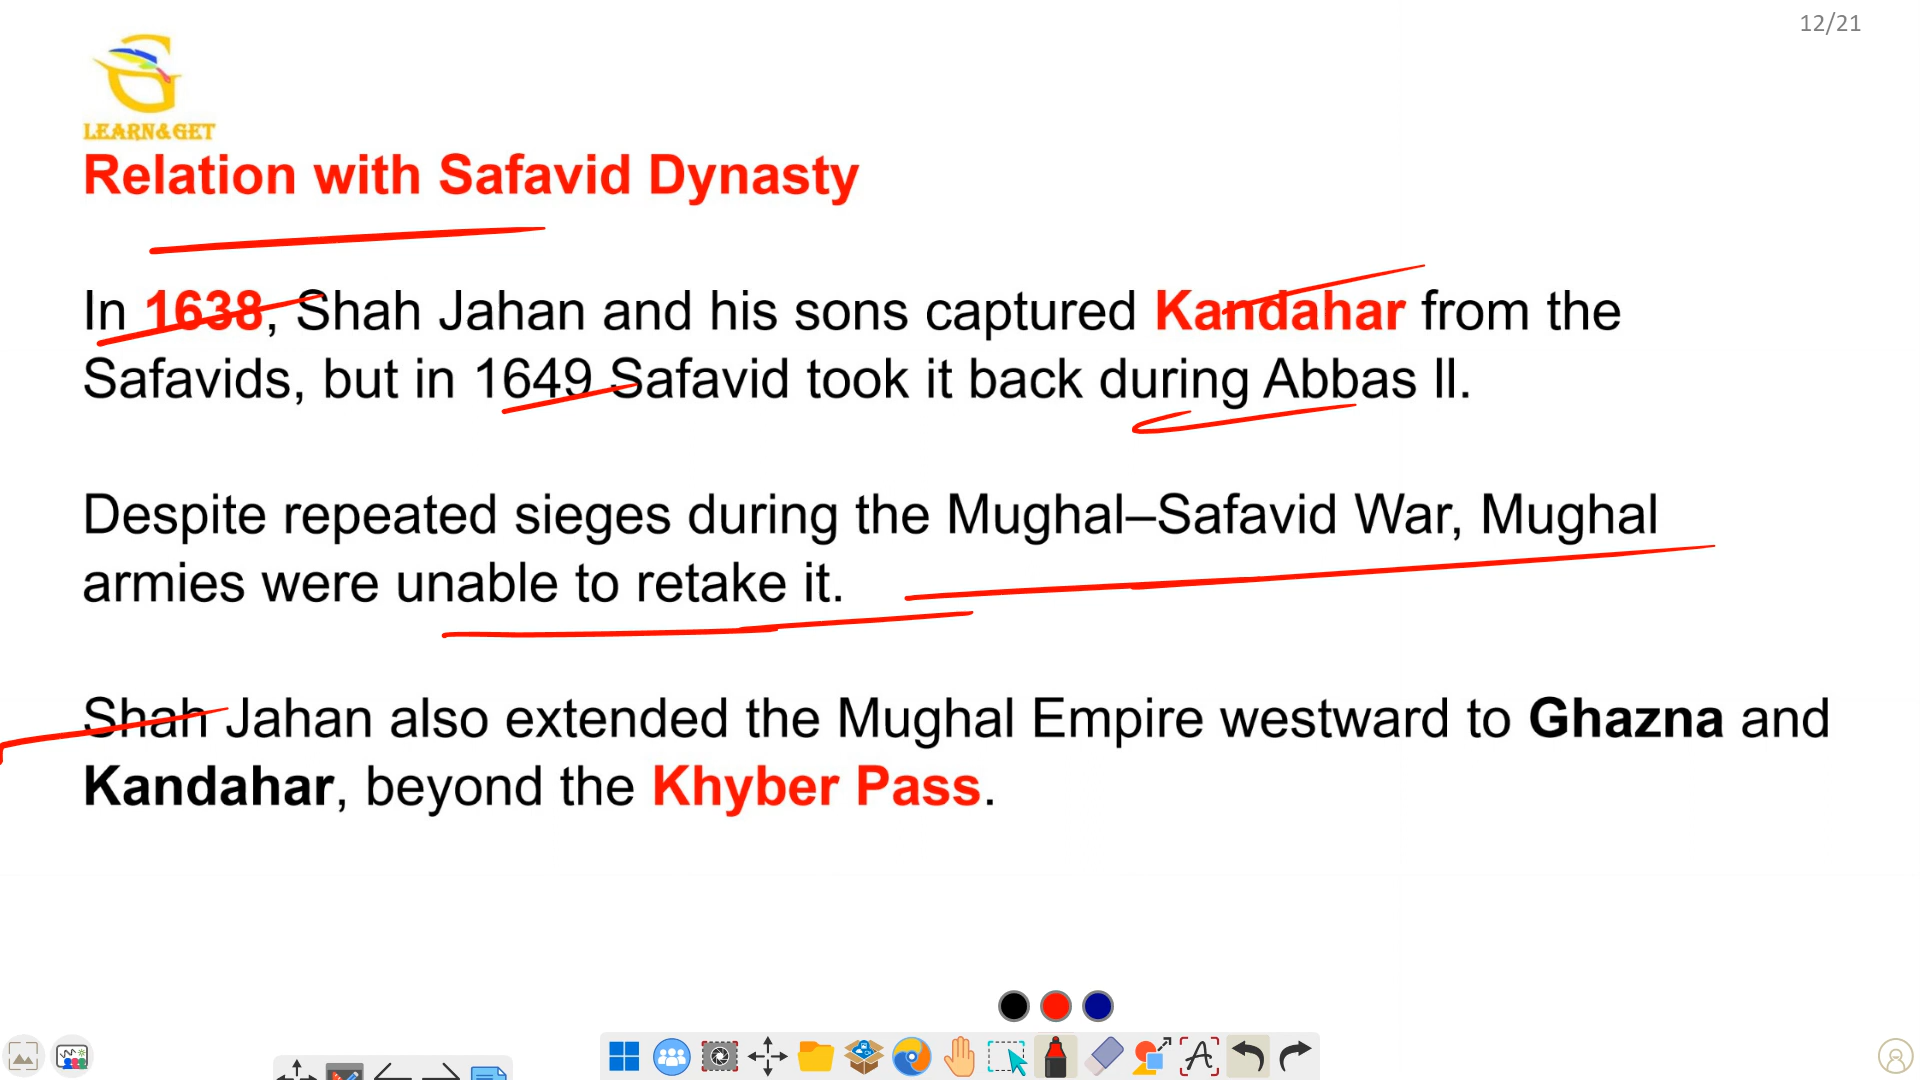 12/21
LEARN&GET
Relation with Safavid Dynasty
In 1638, Shah Jahan and his sons captured Kandahar from the
Safavids, but in 1649 Safavid took it back during Abbas II.
Despite repeated sieges during the Mughal–Safavid War, Mughal
armies were unable to retake it.
Shah Jahan also extended the Mughal Empire westward to Ghazna and
Kandahar, beyond the Khyber Pass.